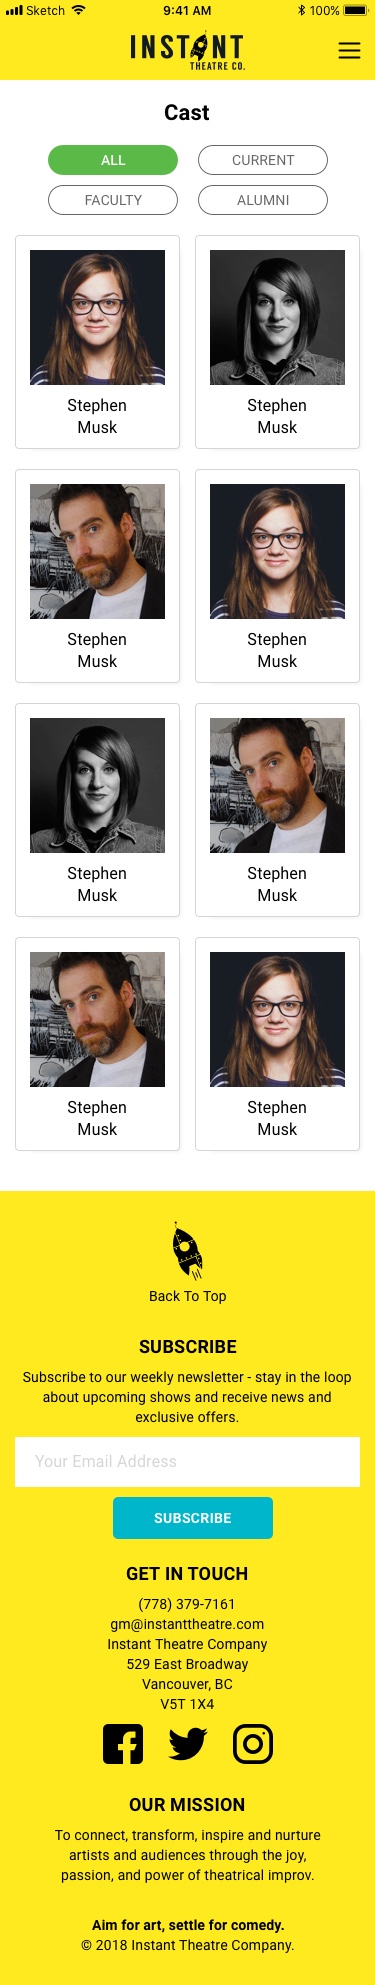 Sketch 9:41 AM 100%
INSTANT
THEATRE CO.
Cast
ALL CURRENT
FACULTY ALUMNI
Stephen
Musk
Stephen
Musk
Stephen
Musk
Stephen
Musk
Stephen
Musk
Stephen
Musk
Stephen
Musk
Stephen
Musk
Back To Top
SUBSCRIBE
Subscribe to our weekly newsletter - stay in the loop
about upcoming shows and receive news and
exclusive offers.
Your Email Address
SUBSCRIBE
GET IN TOUCH
(778) 379-7161
gm@instanttheatre.com
Instant Theatre Company
529 East Broadway
Vancouver, BC
V5T 1X4
OUR MISSION
To connect, transform, inspire and nurture
artists and audiences through the joy,
passion, and power of theatrical improv.
Aim for art, settle for comedy.
© 2018 Instant Theatre Company.